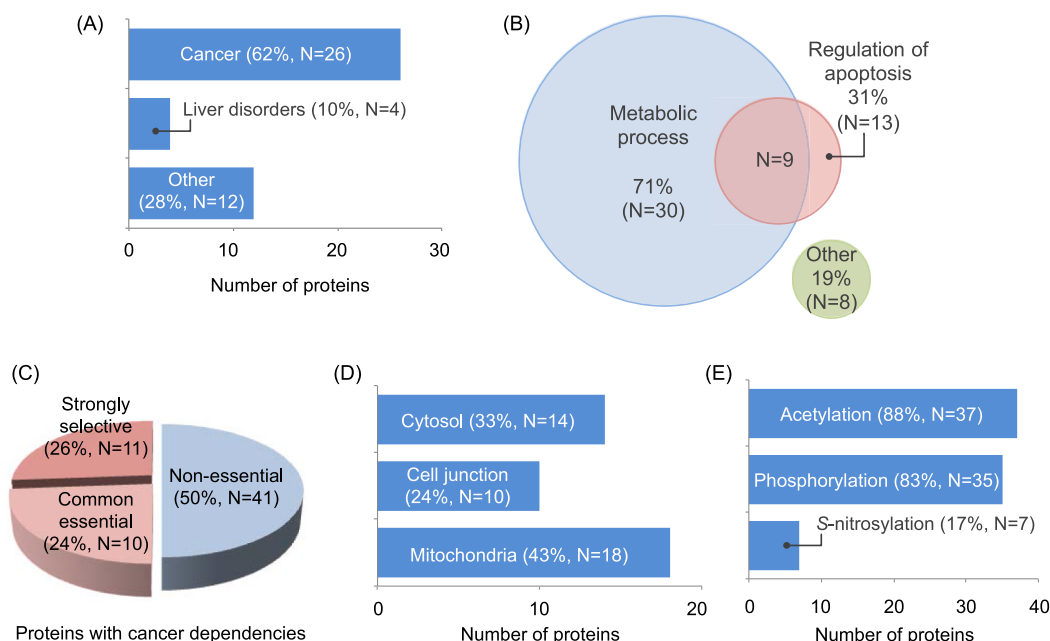 (A)
Cancer (62%, N=26)
Liver disorders (10%, N=4)
Other
(28%, N=12)
0
10
20
30
Number of proteins
(B)
Metabolic
process
71%
(N=30)
N=9
Regulation of
apoptosis
31%
(N=13)
Other
19%
(N=8)
(C)
Strongly
selective
(26%, N=11)
Common
essential
(24%, N=10)
Non-essential
(50%, N=41)
Proteins with cancer dependencies
(D)
Cytosol (33%, N=14)
Cell junction
(24%, N=10)
Mitochondria (43%, N=18)
0
10
20
Number of proteins
(E)
Acetylation (88%, N=37)
Phosphorylation (83%, N=35)
S-nitrosylation (17%, N=7)
0
10
20
30
40
Number of proteins